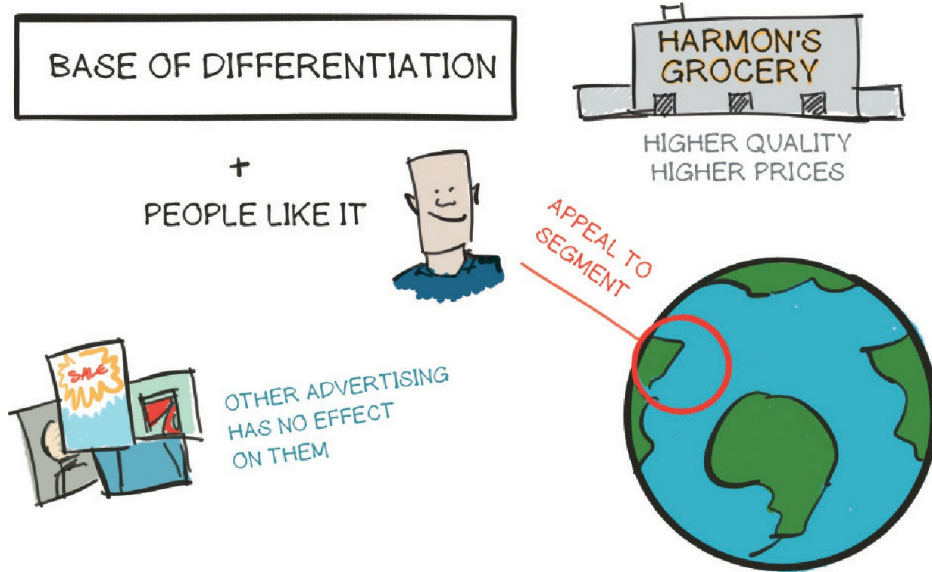 BASE OF DIFFERENTIATION
HARMON'S
GROCERY
HIGHER QUALITY
HIGHER PRICES
+
PEOPLE LIKE IT
APPEAL TO
SEGMENT
SALE
OTHER ADVERTISING
HAS NO EFFECT
ON THEM